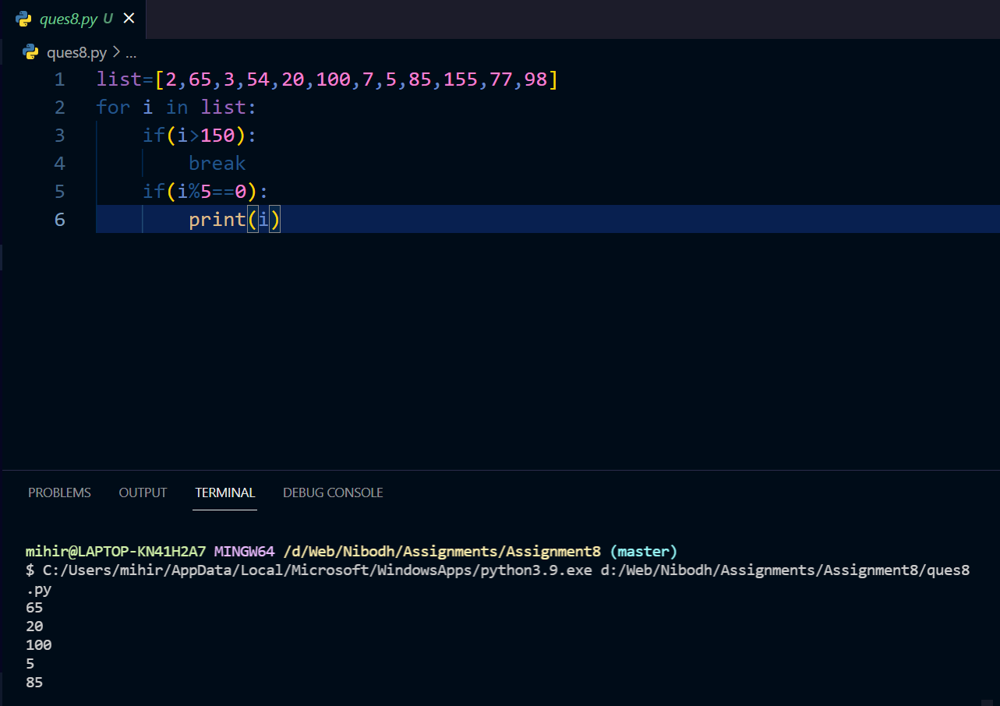 ques8.py U ×
ques8.py > ...
1 list=[2,65,3,54,20,100,7,5,85,155,77,98]
2 for i in list:
3     if(i>150):
4         break
5     if(i%5==0):
6         print(i)
PROBLEMS OUTPUT TERMINAL DEBUG CONSOLE
mihir@LAPTOP-KN41H2A7 MINGW64 /d/Web/Nibodh/Assignments/Assignment8 (master)
$ C:/Users/mihir/AppData/Local/Microsoft/WindowsApps/python3.9.exe d:/Web/Nibodh/Assignments/Assignment8/ques8
.py
65
20
100
5
85